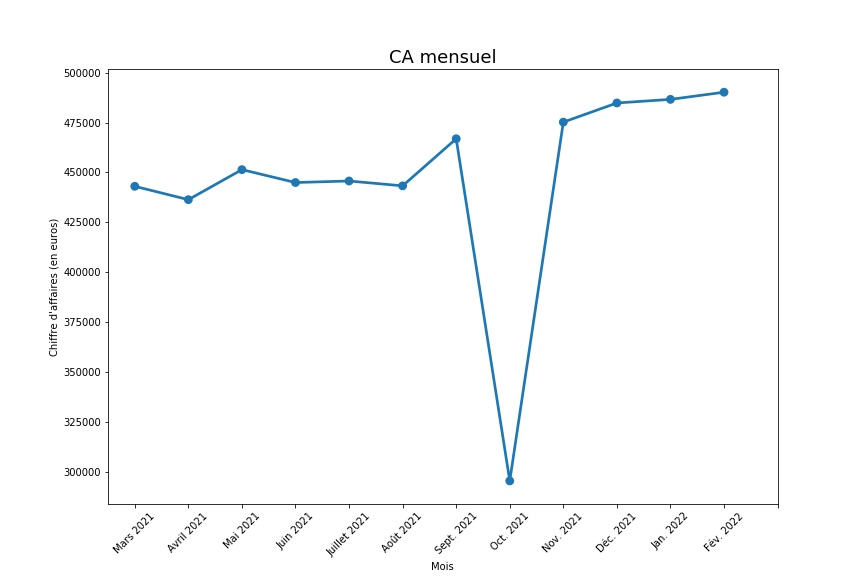 CA mensuel
500000
475000
450000
425000
400000
375000
350000
325000
300000
Chiffre d'affaires (en euros)
Mars 2021
Avril 2021
Mai 2021
Juin 2021
Juillet 2021
Août 2021
Sept. 2021
Oct. 2021
Nov. 2021
Déc. 2021
Jan. 2022
Fév. 2022
Mois